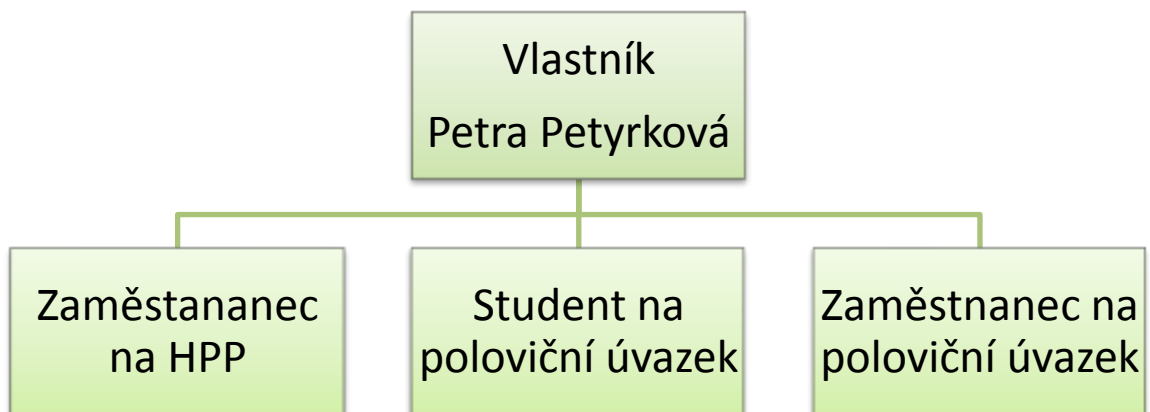 Vlastník
Petra Petyrková
Zaměstananec
na HPP
Student na
poloviční úvazek
Zaměstnanec na
poloviční úvazek